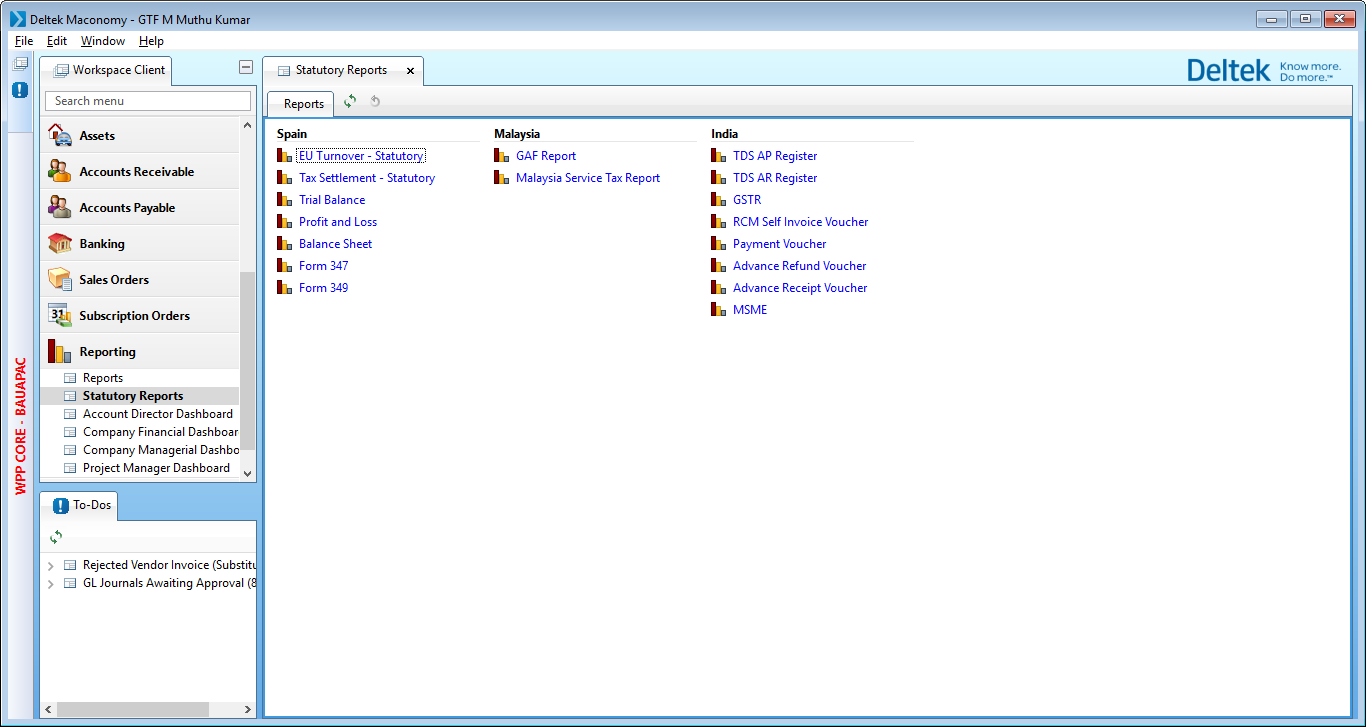 Deltek Maconomy - GTF M Muthu Kumar
File Edit Window Help
Workspace Client
Search menu
Assets
Accounts Receivable
Accounts Payable
Banking
Sales Orders
31
Subscription Orders
Reporting
Reports
Statutory Reports
Account Director Dashboard
Company Financial Dashboar
Company Managerial Dashbo
Project Manager Dashboard
WPP CORE - BAUAPAC
To-Dos
Rejected Vendor Invoice (Substitu
GL Journals Awaiting Approval (8
Statutory Reports
Deltek Know more.
Do more.™
Reports
Spain
EU Turnover - Statutory
Tax Settlement - Statutory
Trial Balance
Profit and Loss
Balance Sheet
Form 347
Form 349
Malaysia
GAF Report
Malaysia Service Tax Report
India
TDS AP Register
TDS AR Register
GSTR
RCM Self Invoice Voucher
Payment Voucher
Advance Refund Voucher
Advance Receipt Voucher
MSME